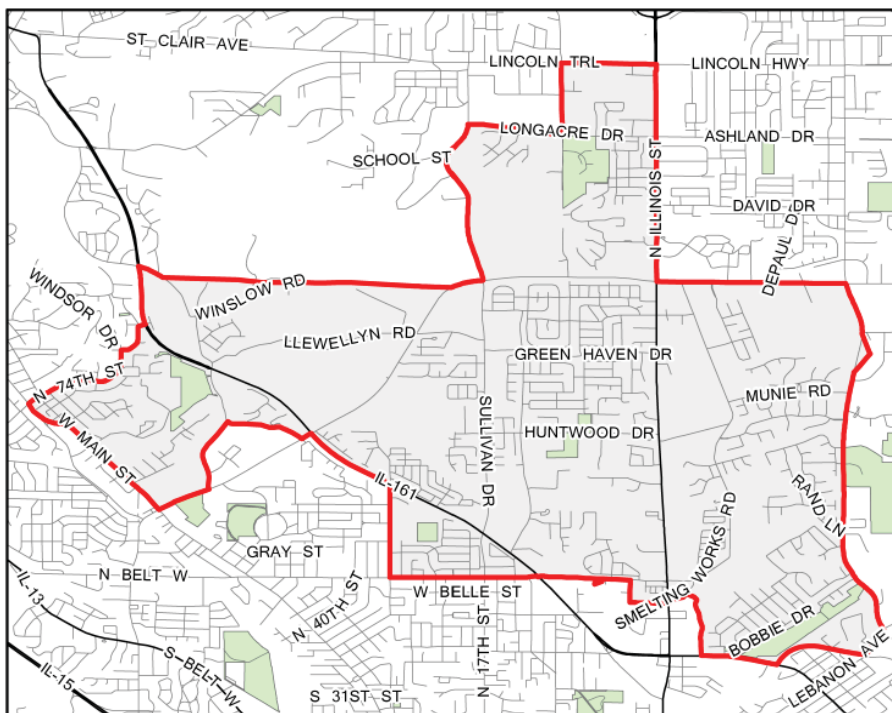 ST CLAIR AVE
LINCOLN TRL
LINCOLN HWY
LONGACRE DR
ASHLAND DR
SCHOOL ST
DAVID DR
N ILLINOIS ST
DEPAUL D
WINDSOR DR
WINSLOW RD
LLEWELLYN RD
GREEN HAVEN DR
N 74TH ST
MUNIE RD
W MAIN ST
SULLIVAN DR
HUNTWOOD DR
IL-161
RAND LN
SMELTING WORKS RD
GRAY ST
N BELT W
W BELLE ST
IL-13
N 40TH ST
N 17TH ST
BOBBIE DR
S BELT W
LEBANON AVE
IL-15
S 31ST ST